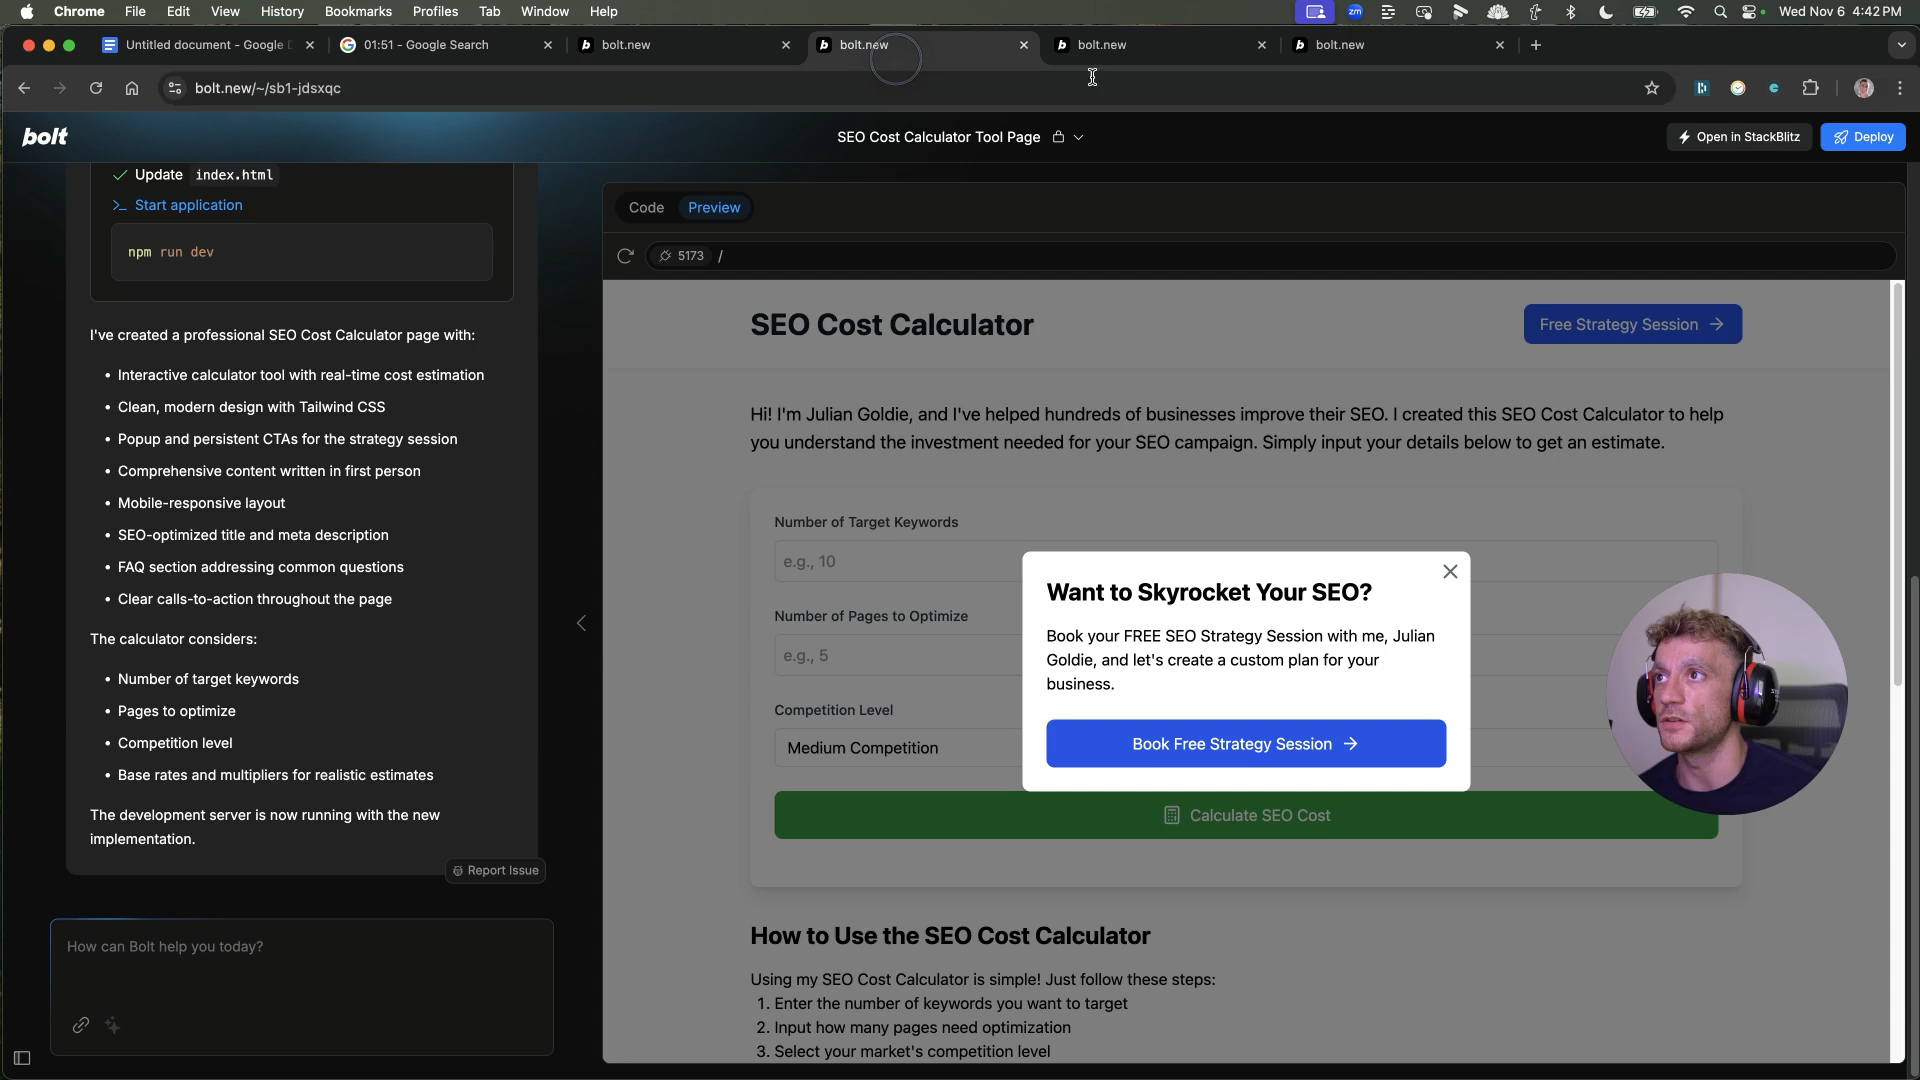 Chrome File Edit View History Bookmarks Profiles Tab Window Help
zm
Wed Nov 6 4:42 PM
Untitled document - Google D
01:51 - Google Search
bolt.new
bolt.new
bolt.new
bolt.new
bolt.new/~/sb1-jdsxqc
bolt
SEO Cost Calculator Tool Page
Open in StackBlitz
Deploy
Update index.html
Start application
npm run dev
I've created a professional SEO Cost Calculator page with:
• Interactive calculator tool with real-time cost estimation
• Clean, modern design with Tailwind CSS
• Popup and persistent CTAs for the strategy session
• Comprehensive content written in first person
• Mobile-responsive layout
• SEO-optimized title and meta description
• FAQ section addressing common questions
• Clear calls-to-action throughout the page
The calculator considers:
• Number of target keywords
• Pages to optimize
• Competition level
• Base rates and multipliers for realistic estimates
The development server is now running with the new
implementation.
Report Issue
How can Bolt help you today?
Code
Preview
5173 /
SEO Cost Calculator
Free Strategy Session
Hi! I'm Julian Goldie, and I've helped hundreds of businesses improve their SEO. I created this SEO Cost Calculator to help
you understand the investment needed for your SEO campaign. Simply input your details below to get an estimate.
Number of Target Keywords
e.g., 10
Number of Pages to Optimize
e.g., 5
Competition Level
Medium Competition
Want to Skyrocket Your SEO?
Book your FREE SEO Strategy Session with me, Julian
Goldie, and let's create a custom plan for your
business.
Book Free Strategy Session
Calculate SEO Cost
How to Use the SEO Cost Calculator
Using my SEO Cost Calculator is simple! Just follow these steps:
1. Enter the number of keywords you want to target
2. Input how many pages need optimization
3. Select your market's competition level